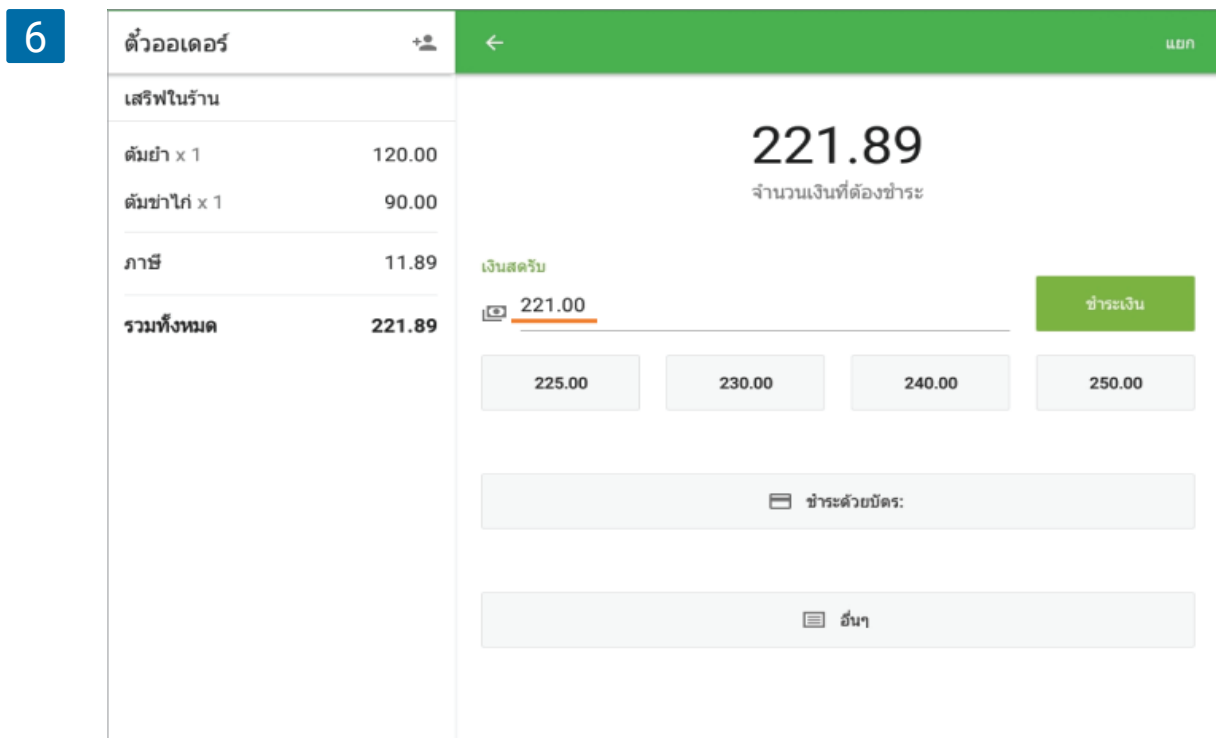 6
ตั๋วออเดอร์
แยก
เสริฟในร้าน
ต้มยำ x 1 120.00
ต้มข่าไก่ x 1 90.00
ภาษี 11.89
รวมทั้งหมด 221.89
221.89
จำนวนเงินที่ต้องชำระ
เงินสดรับ
221.00
ชำระเงิน
225.00 230.00 240.00 250.00
ชำระด้วยบัตร:
อื่นๆ